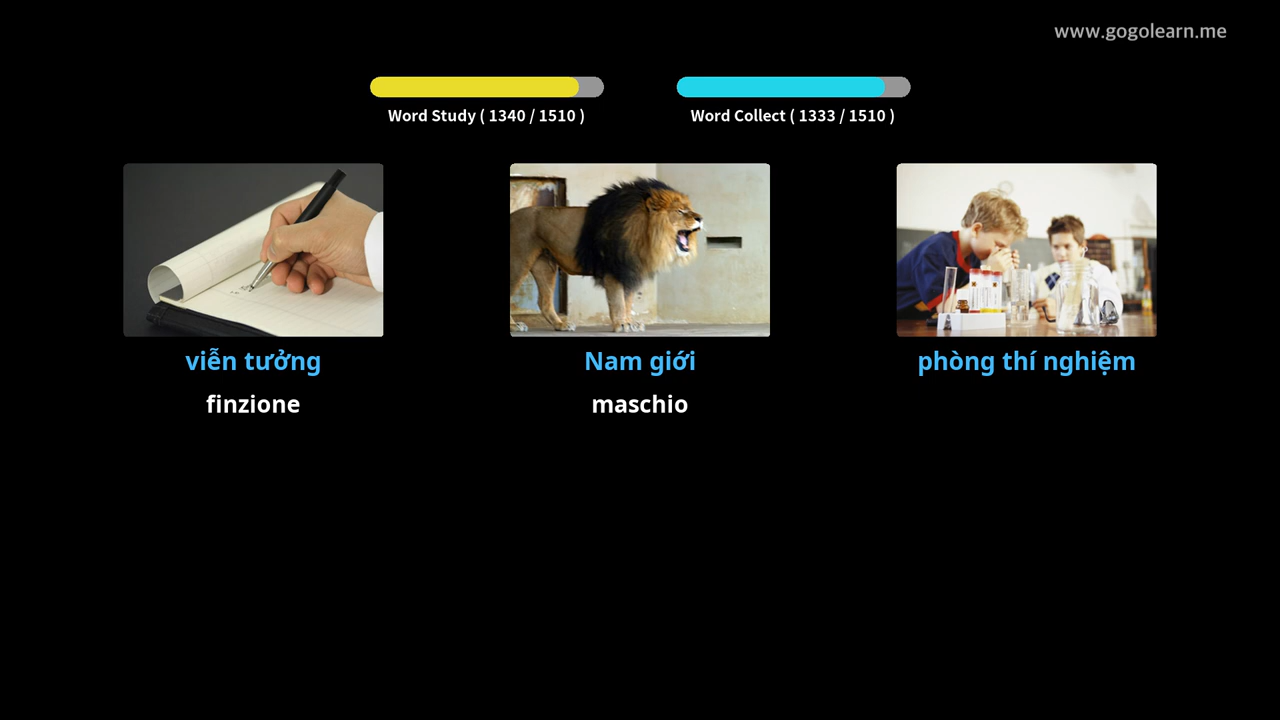 www.gogolearn.me
Word Study ( 1340 / 1510 )
Word Collect ( 1333 / 1510 )
viễn tưởng
Nam giới
phòng thí nghiệm
finzione
maschio